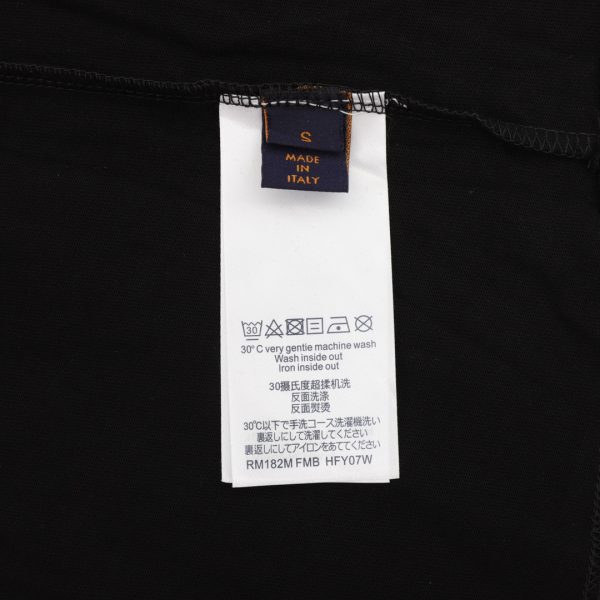 S
MADE
IN
ITALY
30
30°C very gentle machine wash
Wash inside out
Iron inside out
30摄氏度超揉机洗
反面洗涤
反面熨烫
30℃以下で手洗コース洗濯機洗い
裏返しにして洗濯してください
裏返しにしてアイロンをあててください
RM182M FMB HFY07W